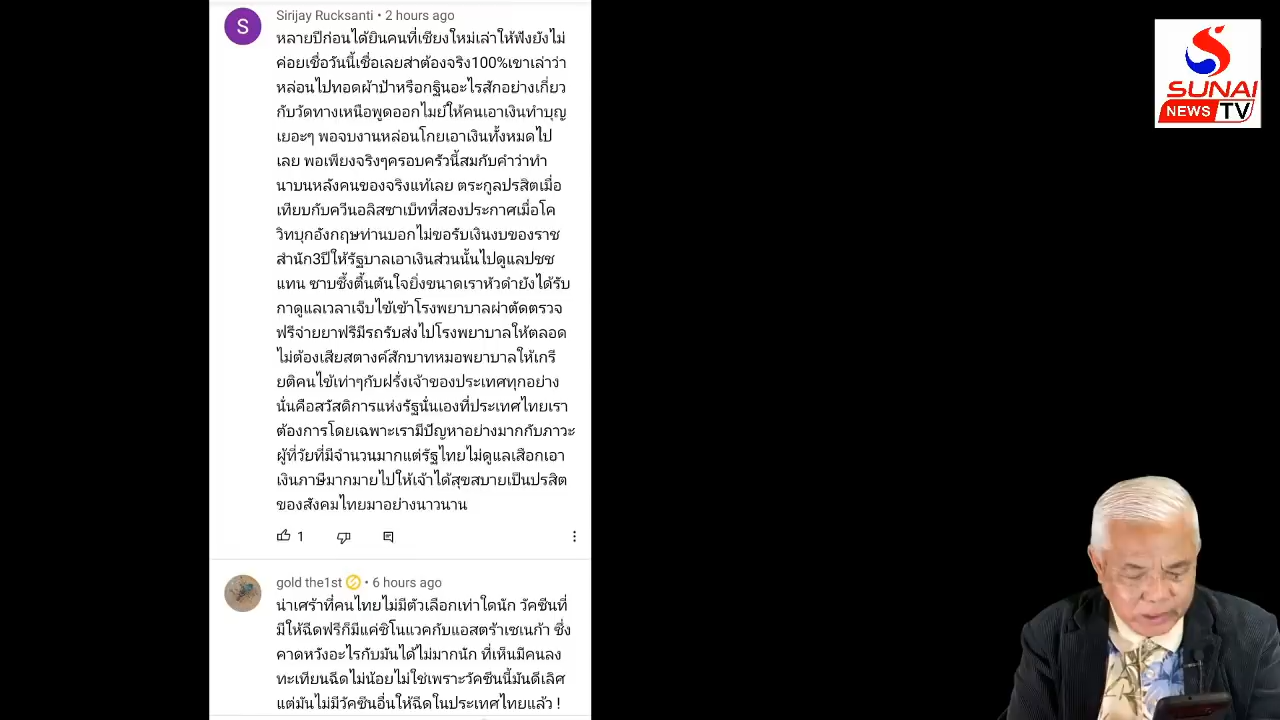 Sirijay Rucksanti • 2 hours ago
S
หลายปีก่อนได้ยินคนที่เชียงใหม่เล่าให้ฟังยังไม่
ค่อยเชื่อวันนี้เชื่อเลยส่าต้องจริง100%เขาเล่าว่า
หล่อนไปทอดผ้าป่าหรือกฐินอะไรสักอย่างเกี่ยว
กับวัดทางเหนือพูดออกไมย์ให้คนเอาเงินทำบุญ
เยอะๆ พอจบงานหล่อนโกยเอาเงินทั้งหมดไป
เลย พอเพียงจริงๆครอบครัวนี้สมกับคำว่าทำ
นาบนหลังคนของจริงแท้เลย ตระกูลปรสิตเมื่อ
เทียบกับควีนอลิสซาเบ็ทที่สองประกาศเมื่อโค
วิทบุกอังกฤษท่านบอกไม่ขอรับเงินงบของราช
สำนัก3ปีให้รัฐบาลเอาเงินส่วนนั้นไปดูแลปชช
แทน ซาบซึ้งตื้นตันใจยิ่งขนาดเราหัวดำยังได้รับ
กาดูแลเวลาเจ็บไข้เข้าโรงพยาบาลผ่าตัดตรวจ
ฟรีจ่ายยาฟรีมีรถรับส่งไปโรงพยาบาลให้ตลอด
ไม่ต้องเสียสตางค์สักบาทหมอพยาบาลให้เกรี
ยติคนไข้เท่าๆกับฝรั่งเจ้าของประเทศทุกอย่าง
นั่นคือสวัสดิการแห่งรัฐนั่นเองที่ประเทศไทยเรา
ต้องการโดยเฉพาะเรามีปัญหาอย่างมากกับภาวะ
ผู้ที่วัยที่มีจำนวนมากแต่รัฐไทยไม่ดูแลเสือกเอา
เงินภาษีมากมายไปให้เจ้าได้สุขสบายเป็นปรสิต
ของสังคมไทยมาอย่างนาวนาน
1
gold the1st • 6 hours ago
น่าเศร้าที่คนไทยไม่มีตัวเลือกเท่าใดนัก วัคซีนที่
มีให้ฉีดฟรีก็มีแค่ซิโนแวคกับแอสตร้าเซเนก้า ซึ่ง
คาดหวังอะไรกับมันได้ไม่มากนัก ที่เห็นมีคนลง
ทะเทียนฉีดไม่น้อยไม่ใช่เพราะวัคซีนนี้มันดีเลิศ
แต่มันไม่มีวัคซีนอื่นให้ฉีดในประเทศไทยแล้ว !
SUNAI
NEWS TV